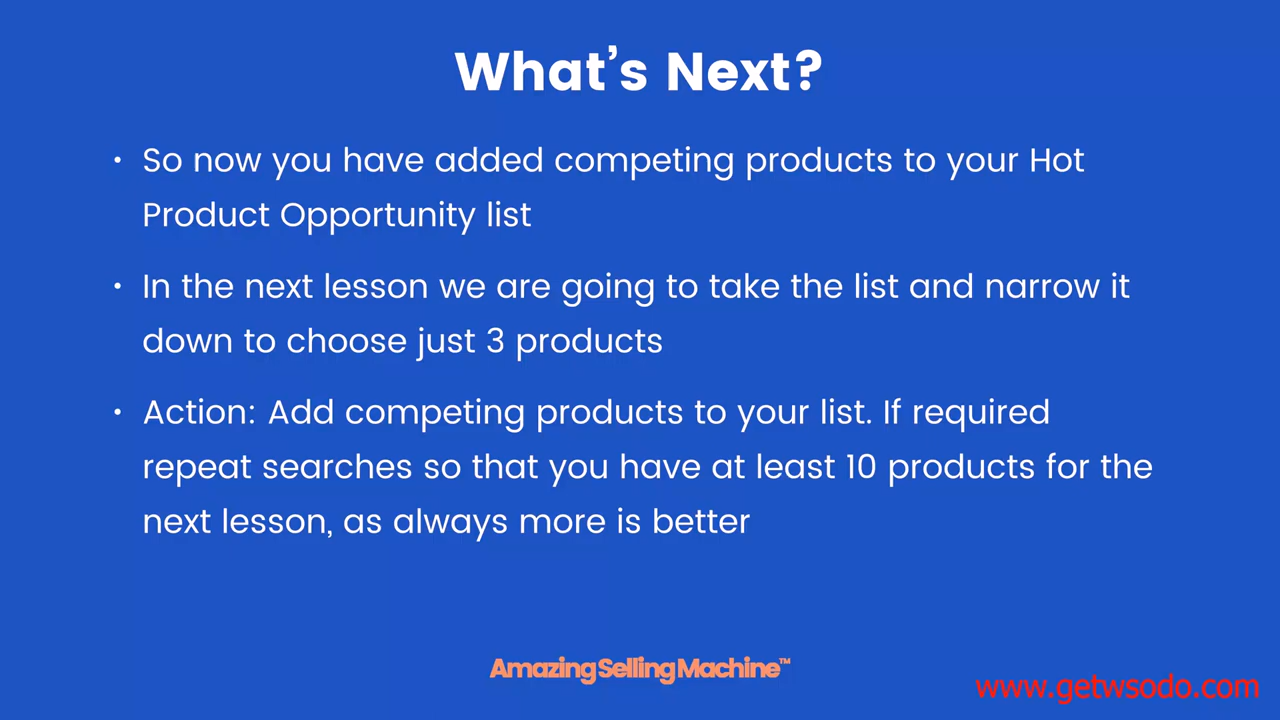 What's Next?
• So now you have added competing products to your Hot
Product Opportunity list
• In the next lesson we are going to take the list and narrow it
down to choose just 3 products
• Action: Add competing products to your list. If required
repeat searches so that you have at least 10 products for the
next lesson, as always more is better
AmazingSellingMachine™
www.getwsodo.com